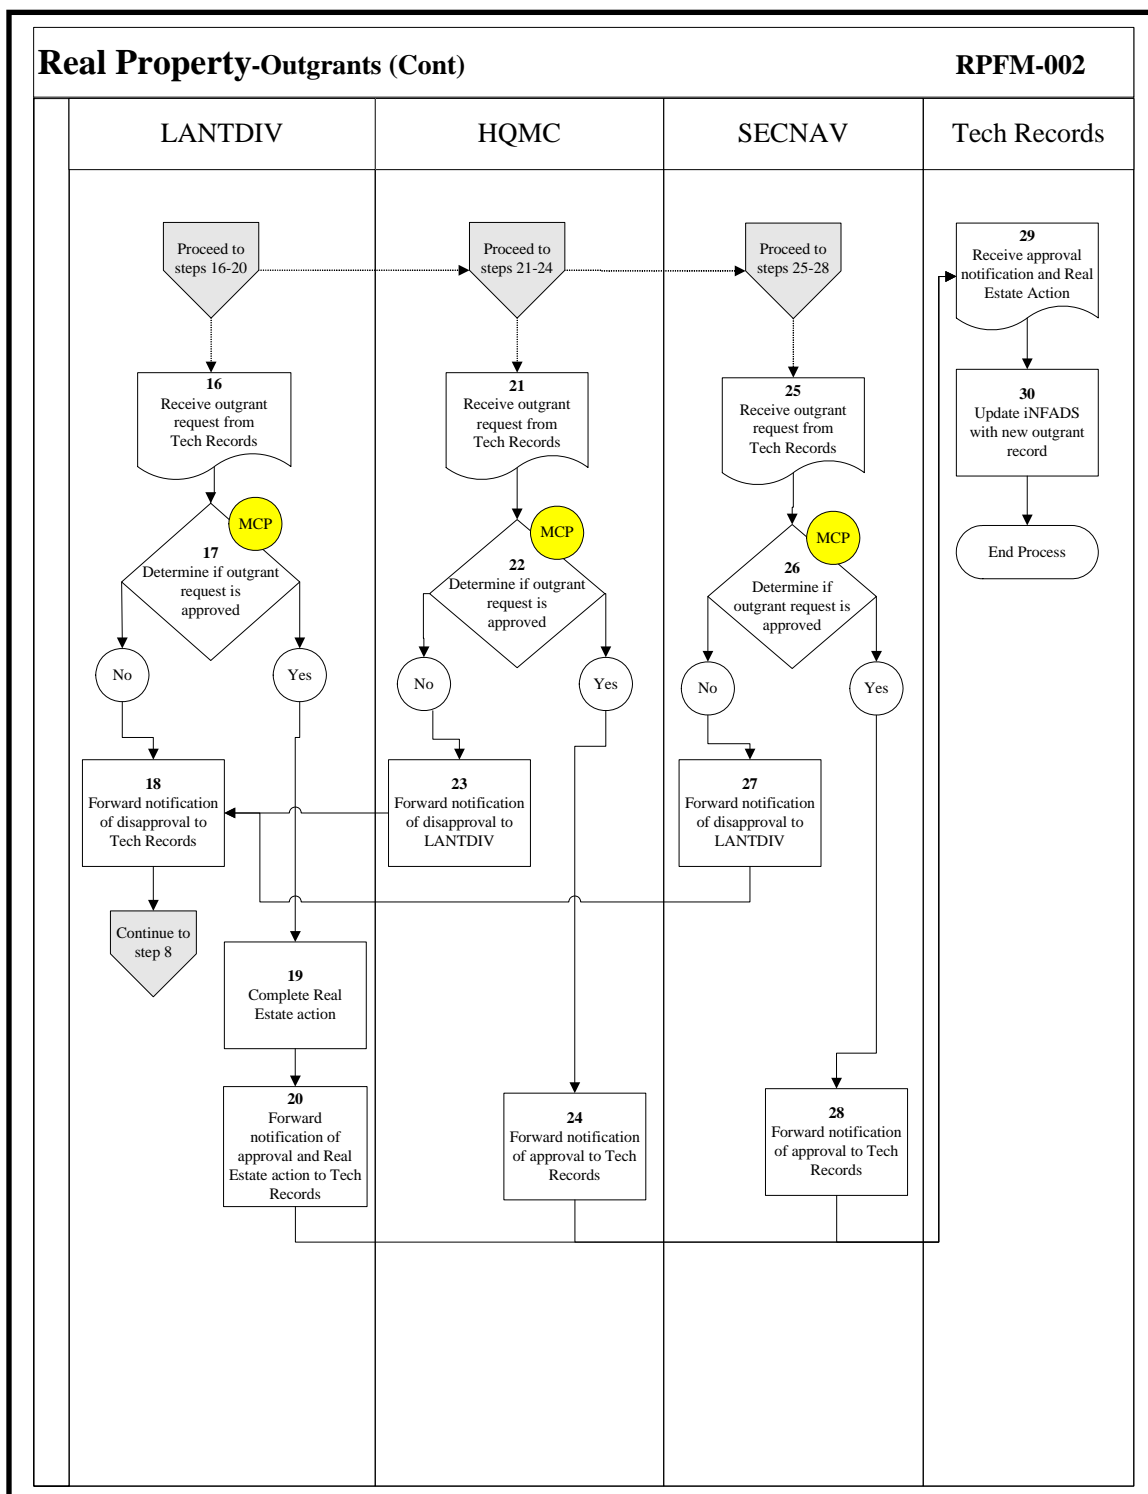 Real Property-Outgrants (Cont) RPFM-002
LANTDIV
HQMC
SECNAV
Tech Records
Proceed to
steps 16-20
16
Receive outgrant
request from
Tech Records
MCP
17
Determine if outgrant
request is
approved
No
Yes
18
Forward notification
of disapproval to
Tech Records
Continue to
step 8
19
Complete Real
Estate action
20
Forward
notification of
approval and Real
Estate action to Tech
Records
Proceed to
steps 21-24
21
Receive outgrant
request from
Tech Records
MCP
22
Determine if outgrant
request is
approved
No
Yes
23
Forward notification
of disapproval to
LANTDIV
24
Forward notification
of approval to Tech
Records
Proceed to
steps 25-28
25
Receive outgrant
request from
Tech Records
MCP
26
Determine if
outgrant request is
approved
No
Yes
27
Forward notification
of disapproval to
LANTDIV
28
Forward notification
of approval to Tech
Records
29
Receive approval
notification and Real
Estate Action
30
Update iNFADS
with new outgrant
record
End Process